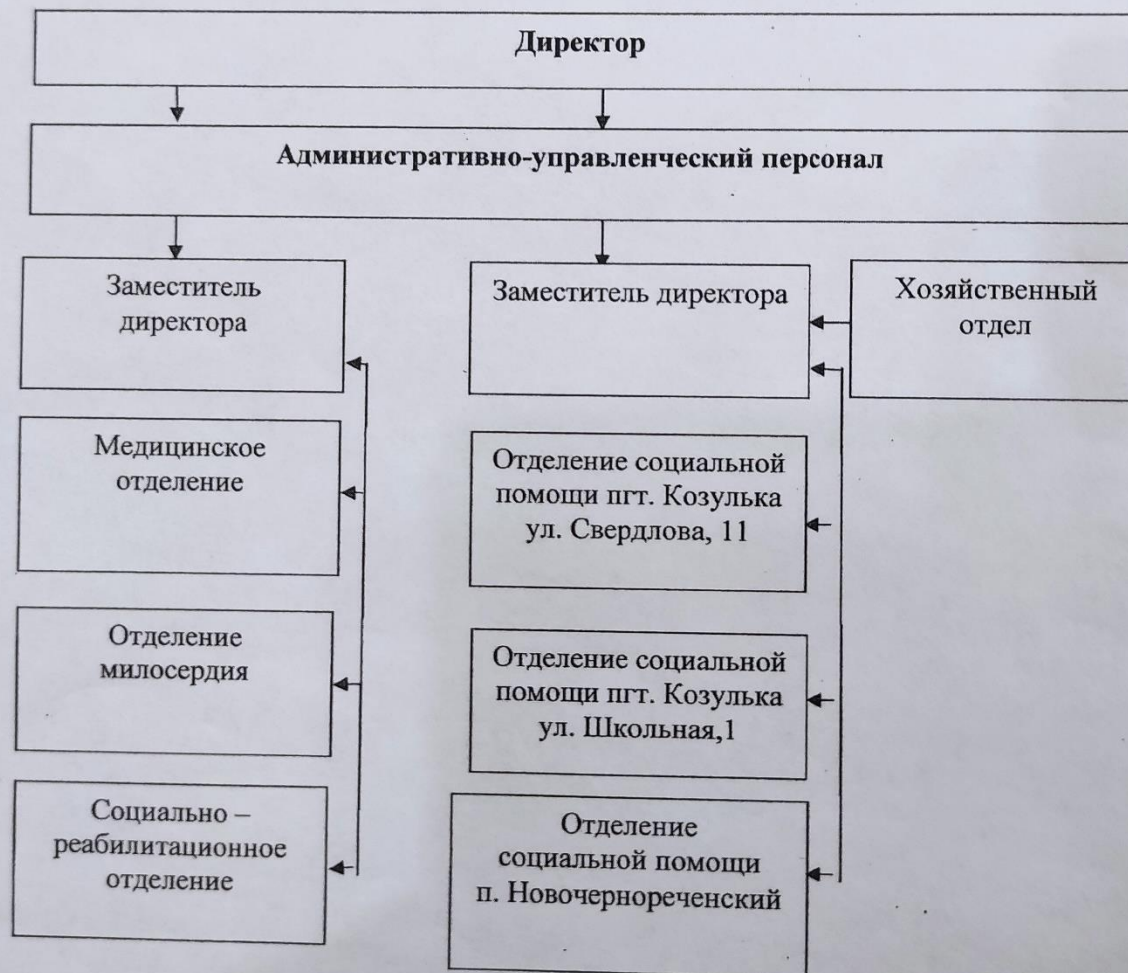 Директор
Административно-управленческий персонал
Заместитель
директора
Заместитель директора
Хозяйственный
отдел
Медицинское
отделение
Отделение социальной
помощи пгт. Козулька
ул. Свердлова, 11
Отделение
милосердия
Отделение социальной
помощи пгт. Козулька
ул. Школьная,1
Социально –
реабилитационное
отделение
Отделение
социальной помощи
п. Новочернореченский